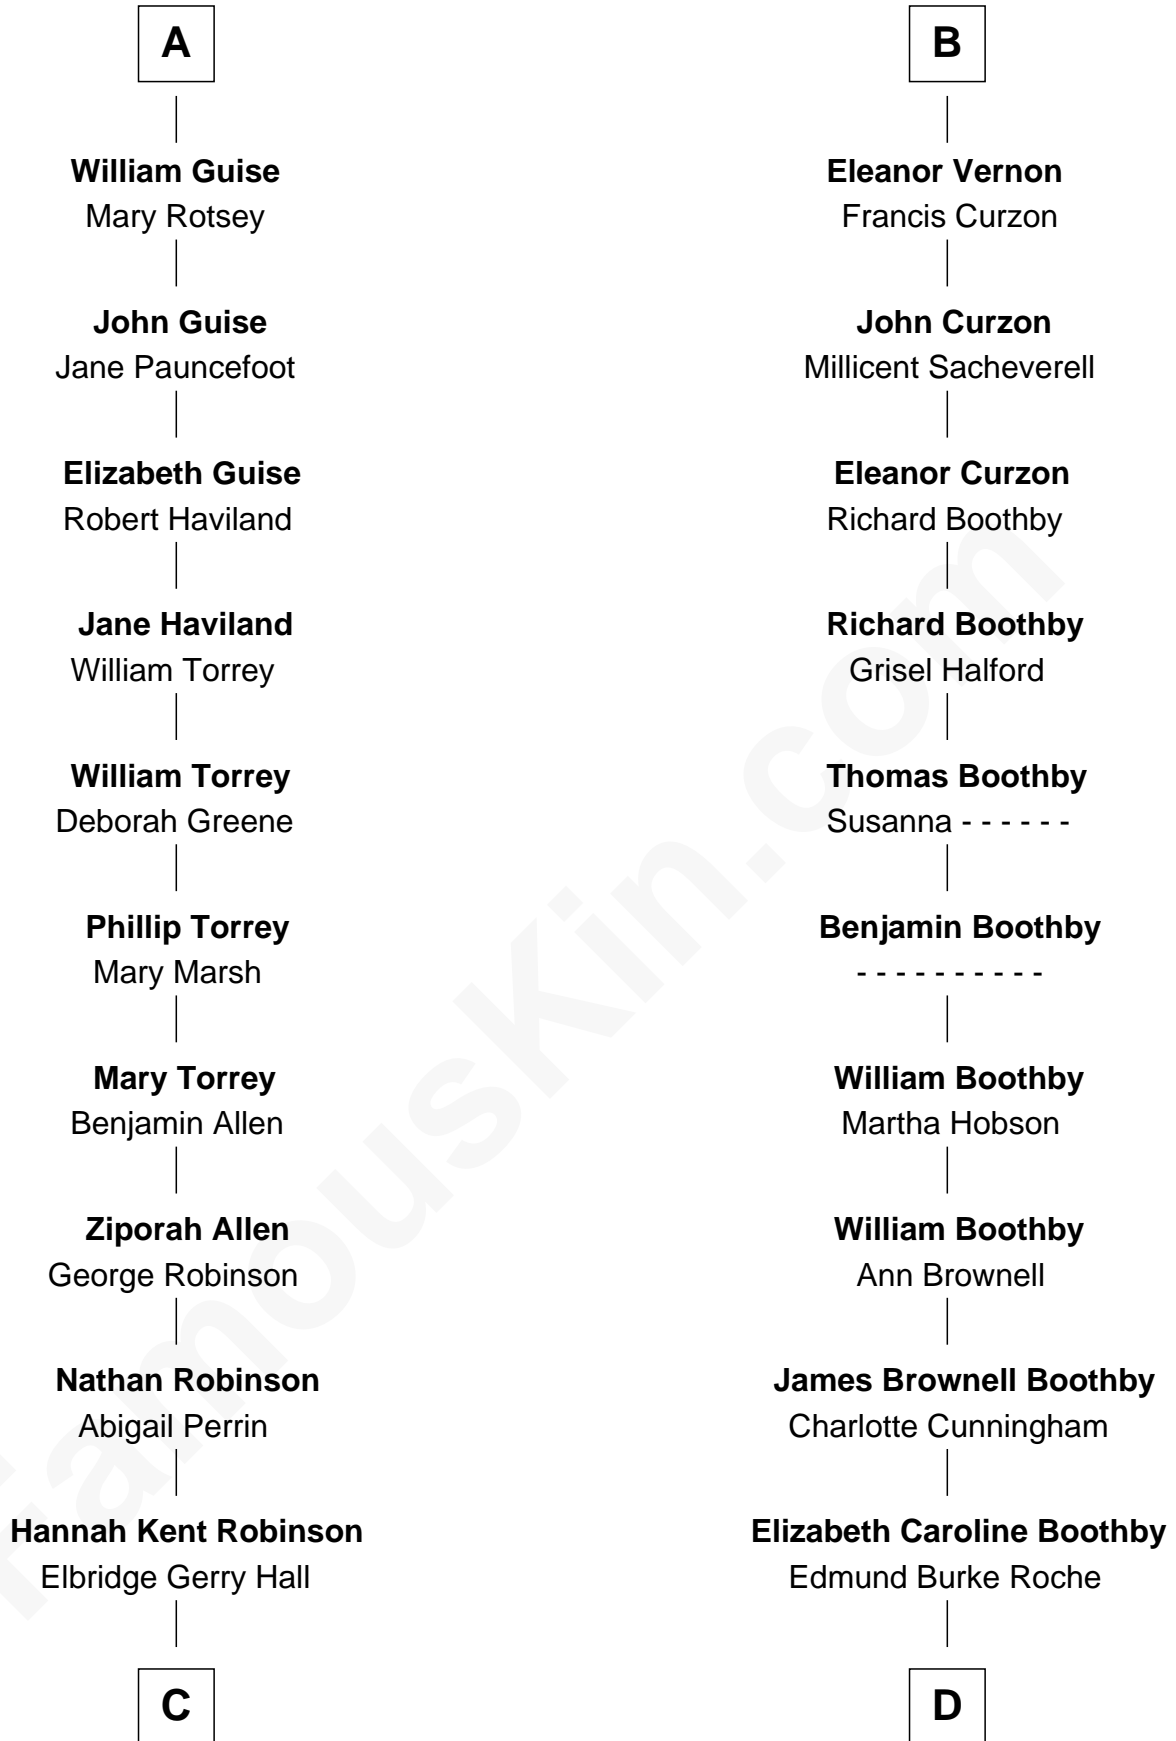 A
William Guise
Mary Rotsey
John Guise
Jane Pauncefoot
Elizabeth Guise
Robert Haviland
Jane Haviland
William Torrey
William Torrey
Deborah Greene
Phillip Torrey
Mary Marsh
Mary Torrey
Benjamin Allen
Ziporah Allen
George Robinson
Nathan Robinson
Abigail Perrin
Hannah Kent Robinson
Elbridge Gerry Hall
C
B
Eleanor Vernon
Francis Curzon
John Curzon
Millicent Sacheverell
Eleanor Curzon
Richard Boothby
Richard Boothby
Grisel Halford
Thomas Boothby
Susanna - - - - - -
Benjamin Boothby
- - - - - - - - - -
William Boothby
Martha Hobson
William Boothby
Ann Brownell
James Brownell Boothby
Charlotte Cunningham
Elizabeth Caroline Boothby
Edmund Burke Roche
D
FamousKin.com